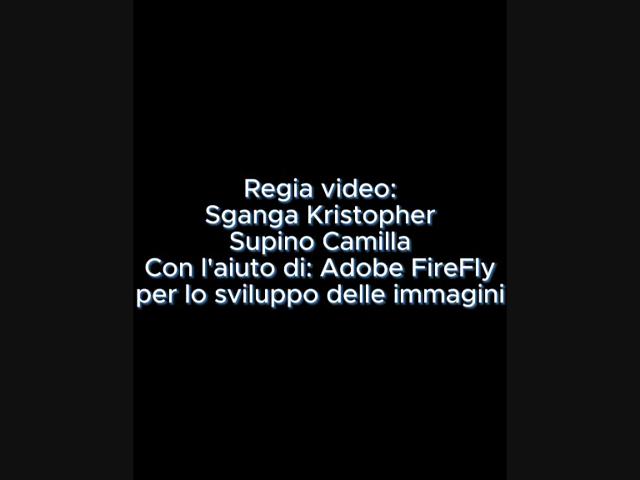 Regia video:
Sganga Kristopher
Supino Camilla
Con l'aiuto di: Adobe FireFly
per lo sviluppo delle immagini